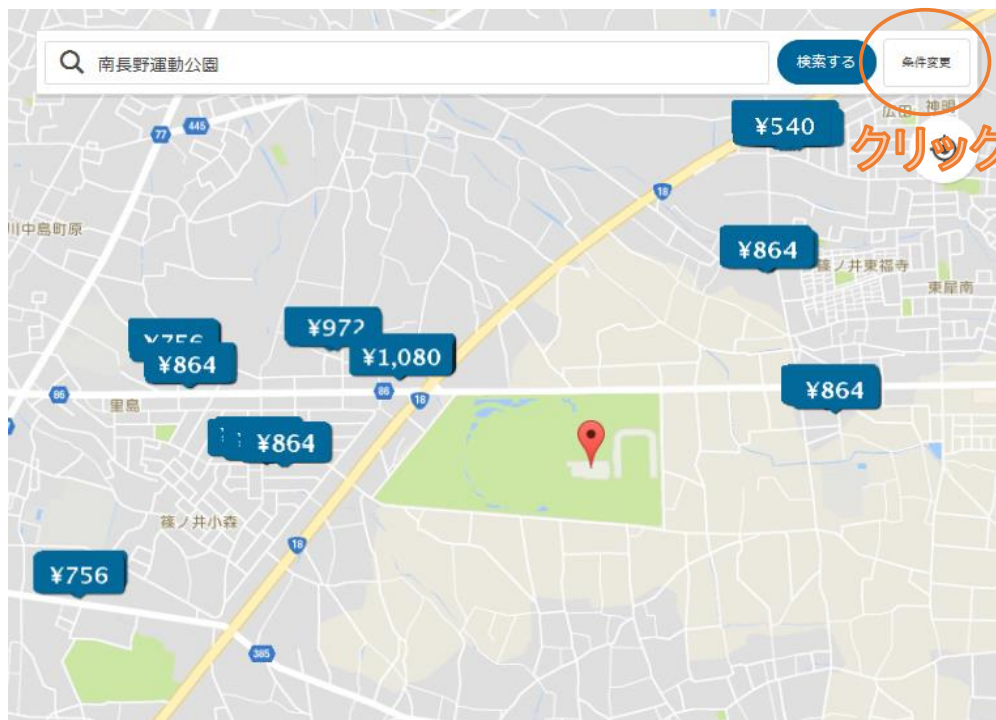 南長野運動公園
検索する
条件変更
広田
神明
¥540
クリック
445
77
18
川中島町原
¥864
篠ノ井東福寺
東犀南
¥972
¥756
¥1,080
¥864
86
86
18
¥864
里島
¥864
篠ノ井小森
18
¥756
385